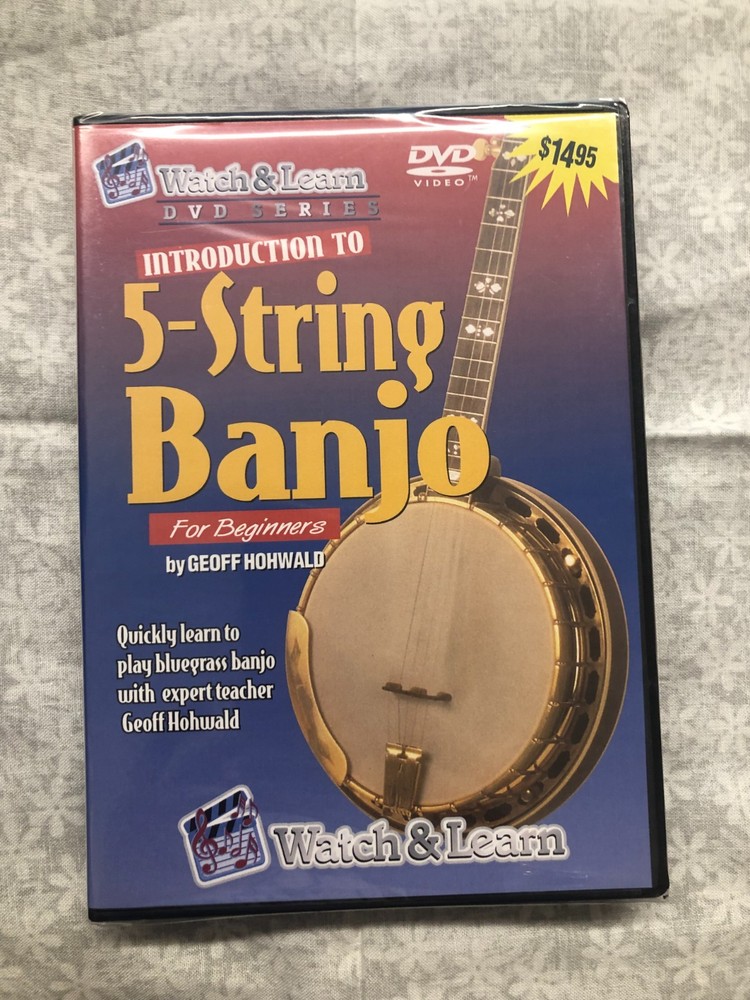 $14.95
DVD
VIDEO™
Watch & Learn
DVD SERIES
INTRODUCTION TO
5-String
Banjo
For Beginners
by GEOFF HOHWALD
Quickly learn to
play bluegrass banjo
with expert teacher
Geoff Hohwald
Watch & Learn